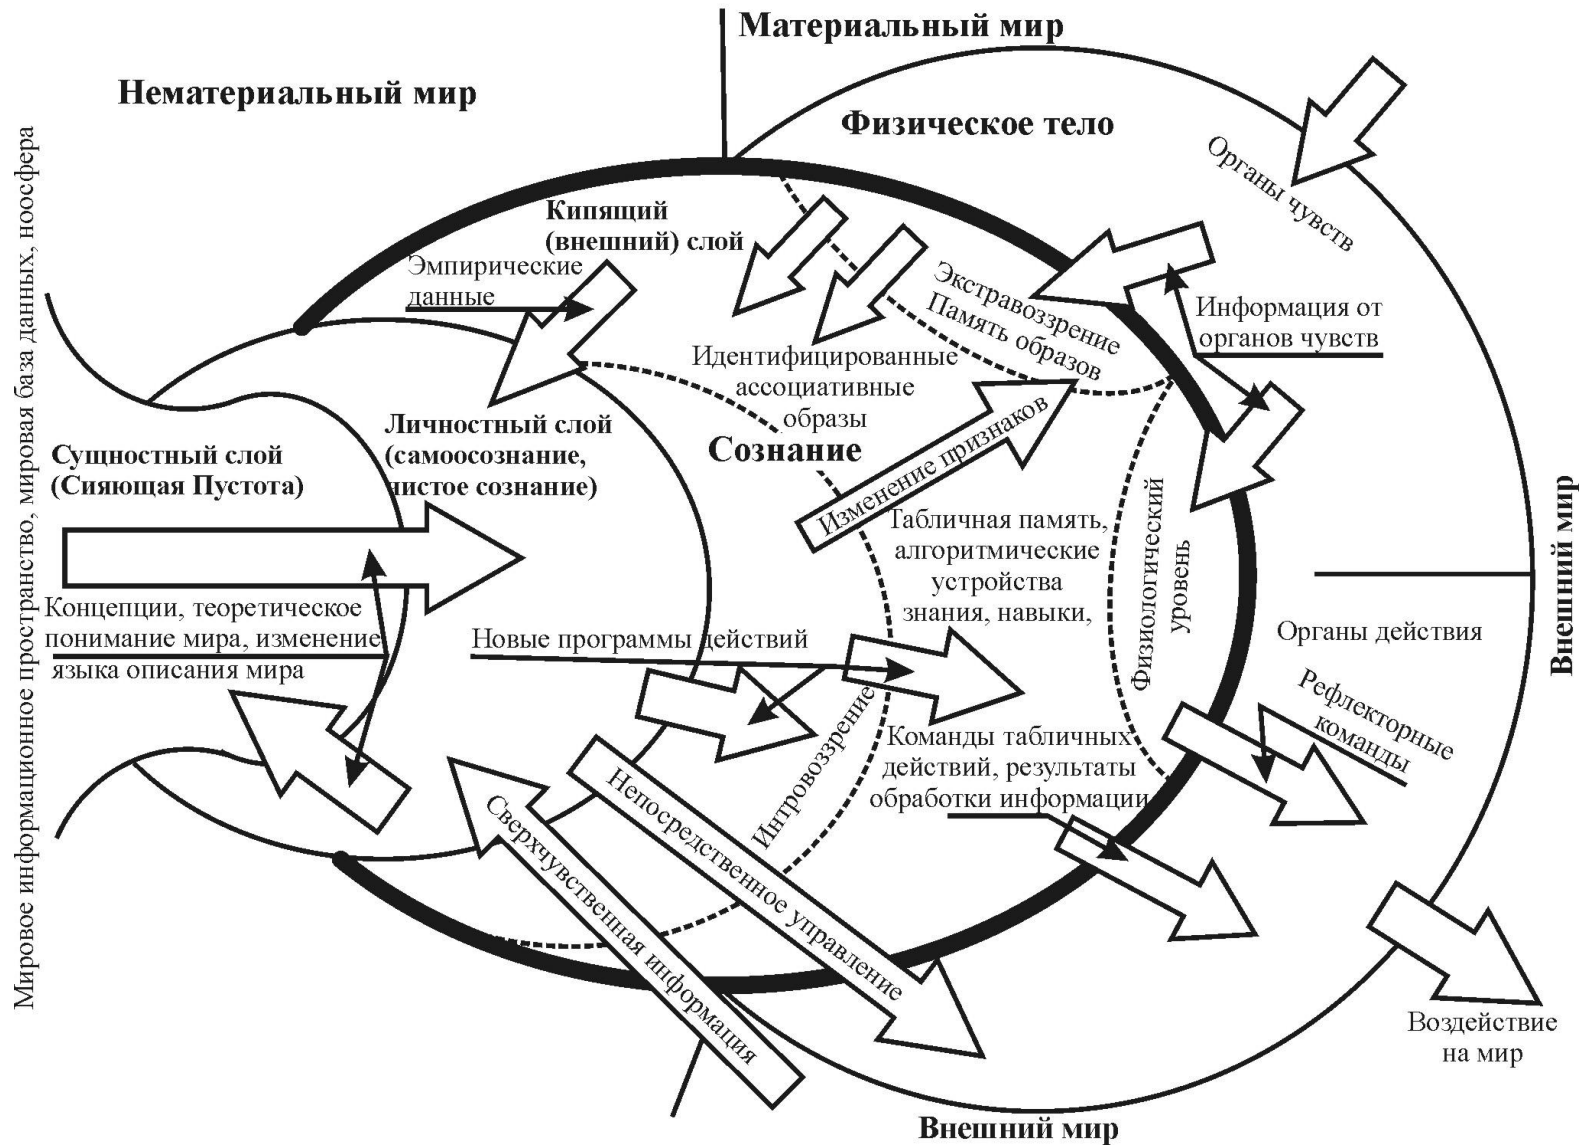 Материальный мир
Нематериальный мир
Физическое тело
Органы чувств
Мировое информационное пространство, мировая база данных, ноосфера
Кипящий
(внешний) слой
Эмпирические
данные
Экстравоззрение
Память образов
Информация от
органов чувств
Идентифицированные
ассоциативные
образы
Изменение признаков
Личностный слой
(самоосознание,
чистое сознание)
Сознание
Сущностный слой
(Сияющая Пустота)
Табличная память,
алгоритмические
устройства
знания, навыки,
Физиологический
уровень
Внешний мир
Концепции, теоретическое
понимание мира, изменение
языка описания мира
Новые программы действий
Органы действия
Интровоззрение
Рефлекторные
команды
Команды табличных
действий, результаты
обработки информации
Непосредственное управление
Сверхчувственная информация
Воздействие
на мир
Внешний мир